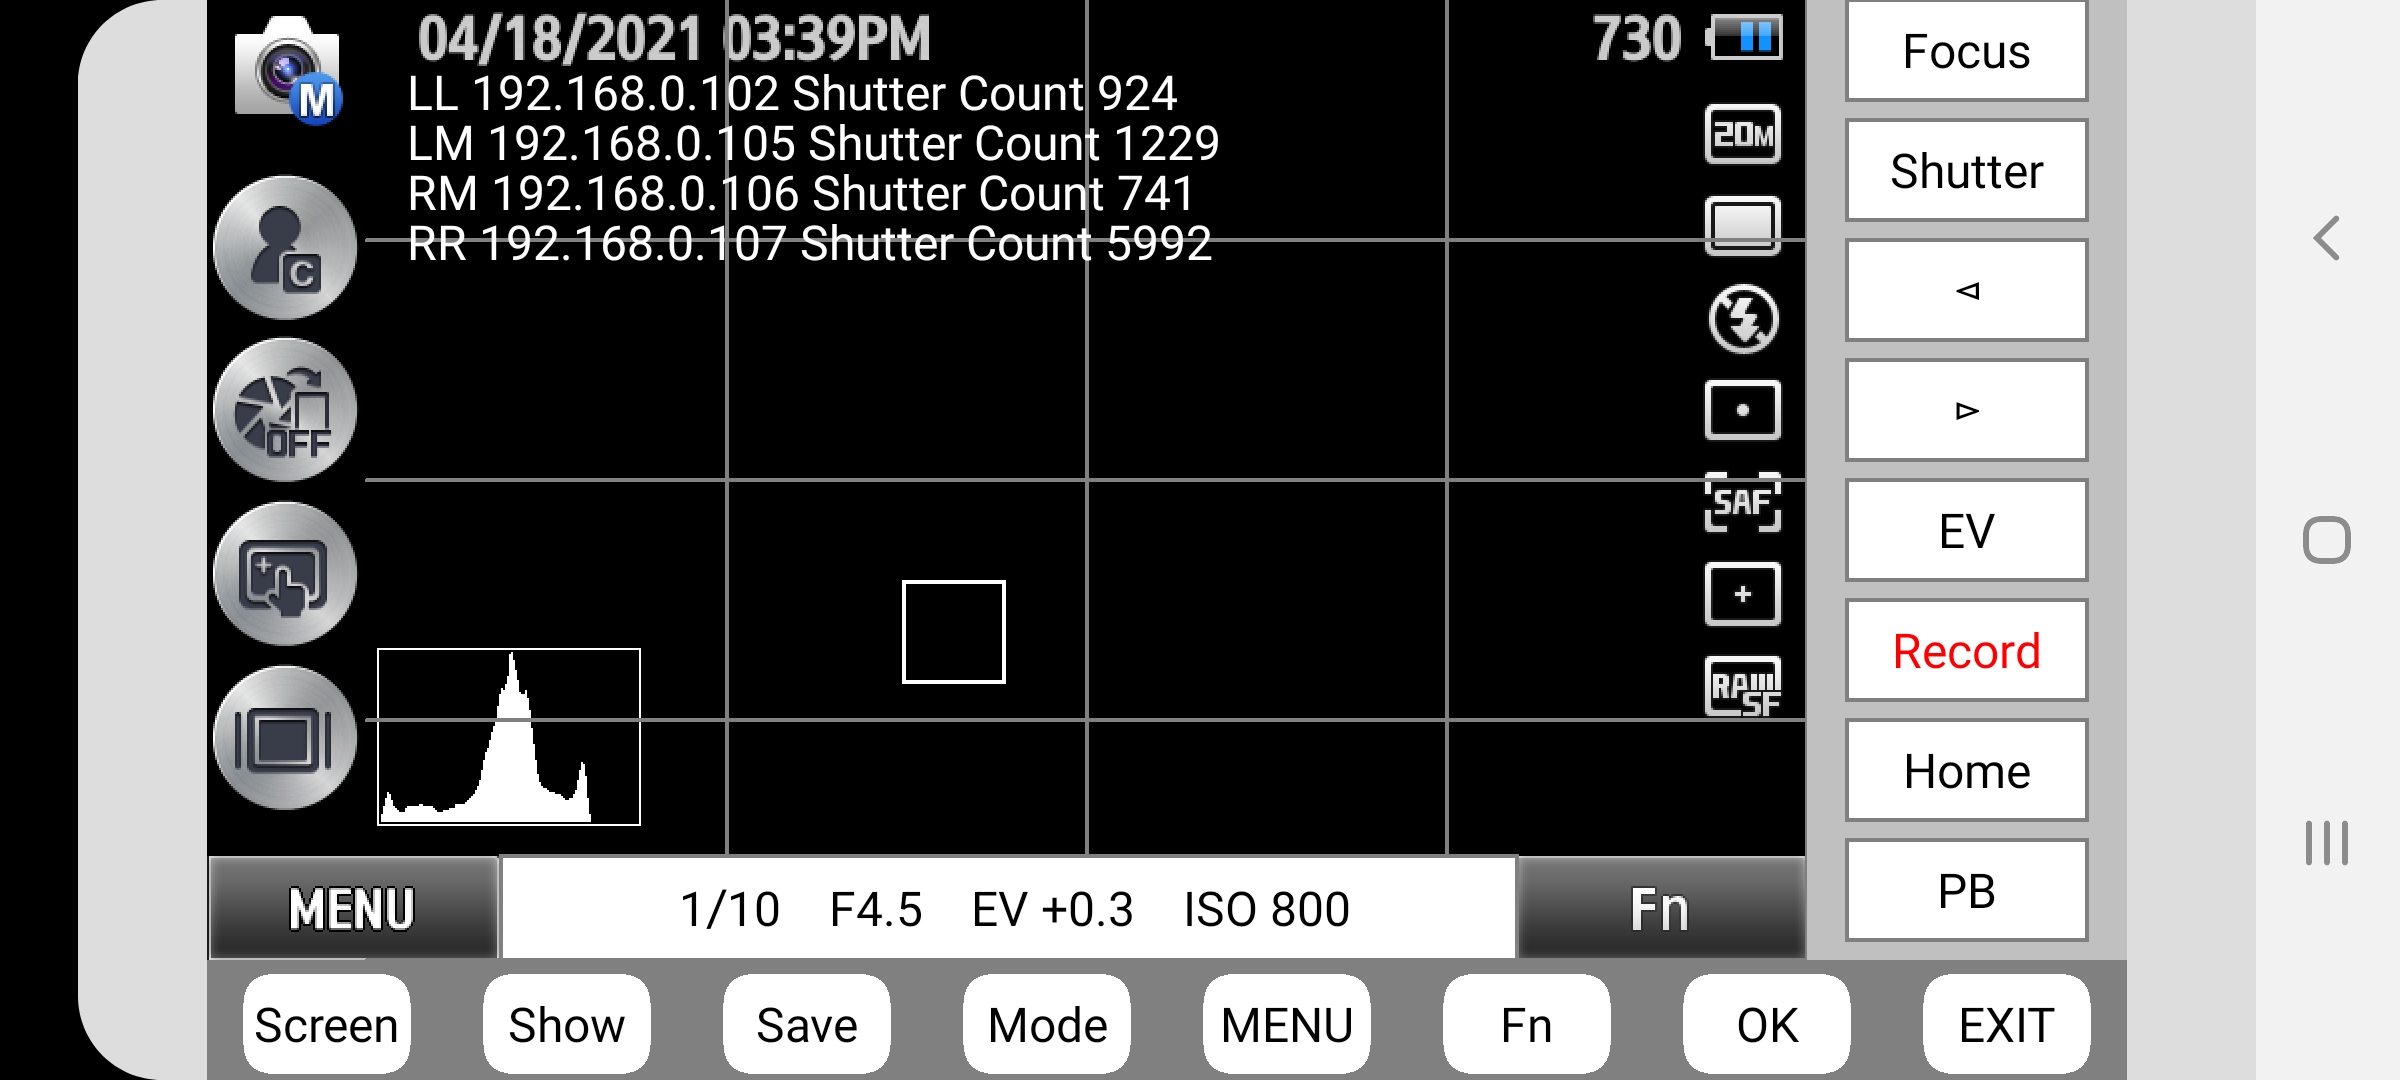 04/18/2021 03:39PM 730
M
LL 192.168.0.102 Shutter Count 924
LM 192.168.0.105 Shutter Count 1229
RM 192.168.0.106 Shutter Count 741
RR 192.168.0.107 Shutter Count 5992
C
OFF
20M
SAF
RAW
SF
Focus
Shutter
EV
Record
Home
PB
MENU 1/10 F4.5 EV +0.3 ISO 800 Fn
Screen Show Save Mode MENU Fn OK EXIT